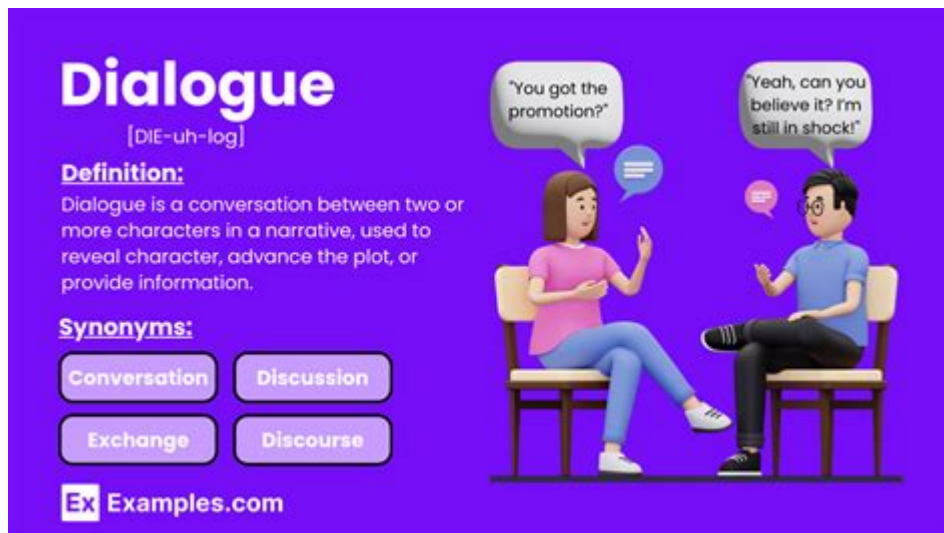 Dialogue
[DIE-uh-log]
Definition:
Dialogue is a conversation between two or
more characters in a narrative, used to
reveal character, advance the plot, or
provide information.
Synonyms:
Conversation
Discussion
Exchange
Discourse
Ex Examples.com
"You got the
promotion?"
"Yeah, can you
believe it? I'm
still in shock!"